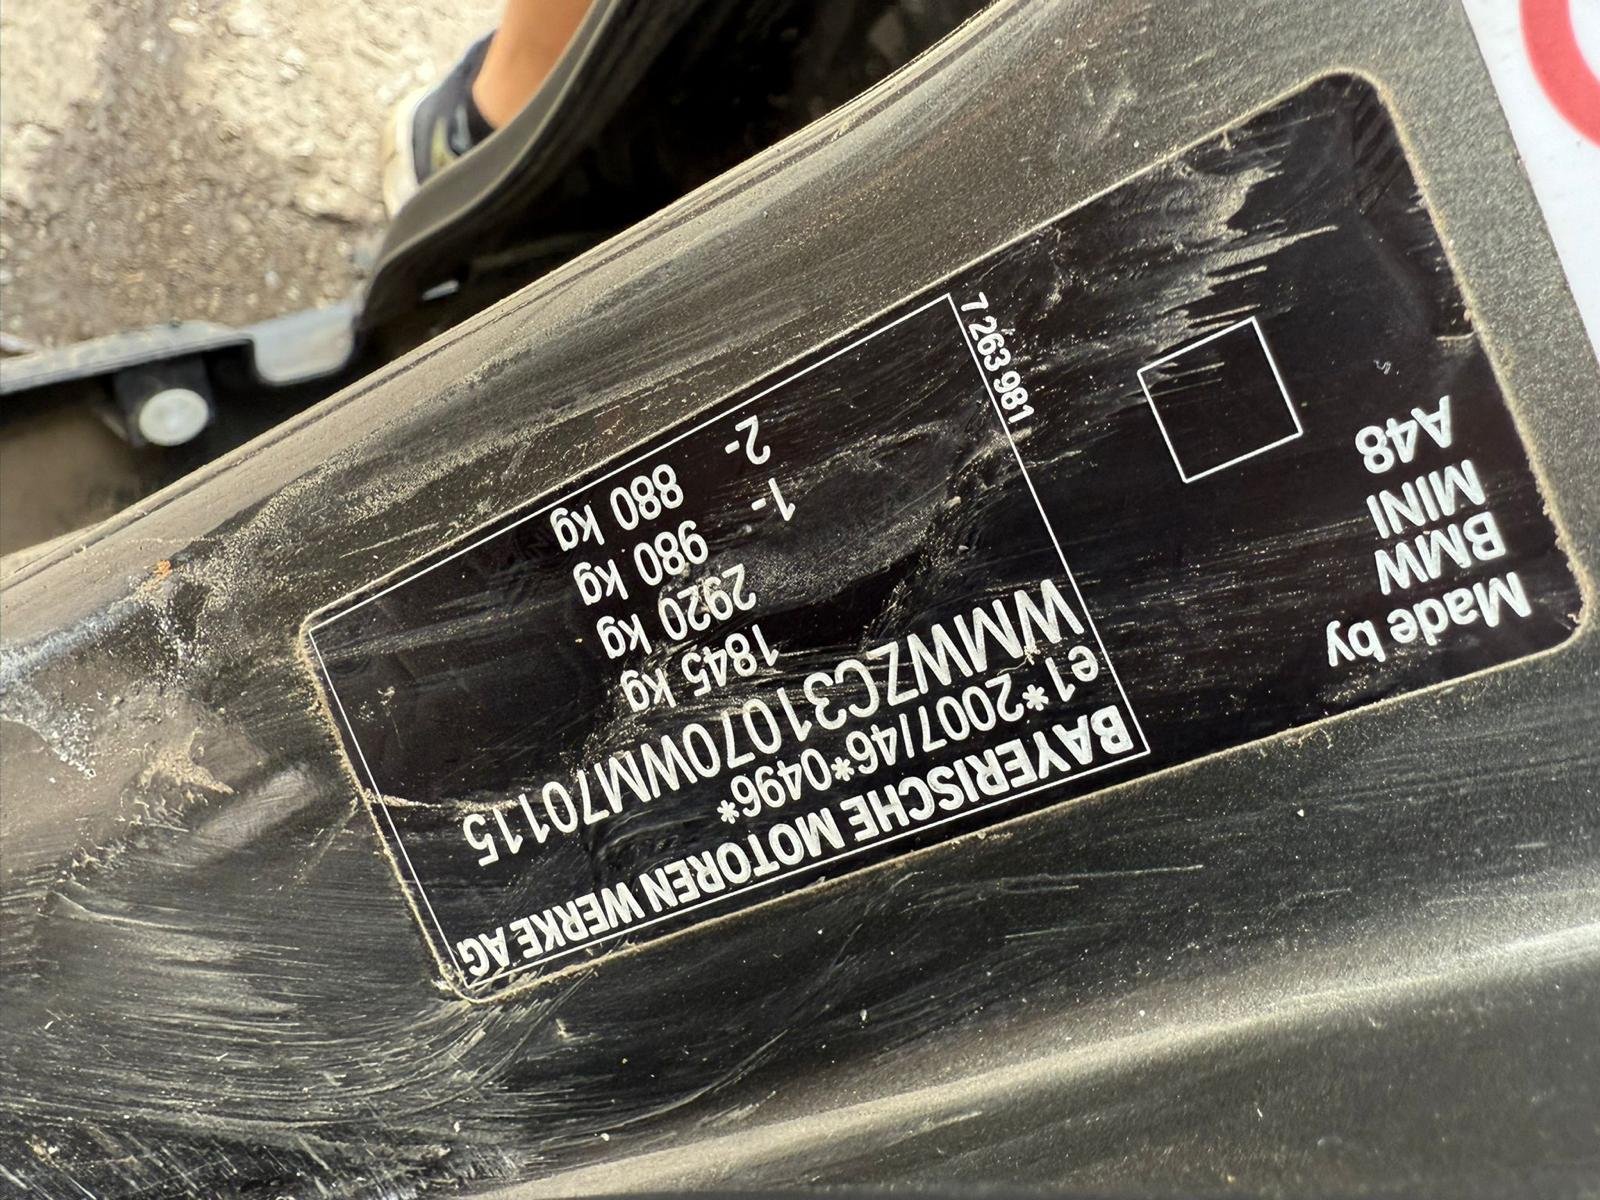 BAYERISCHE MOTOREN WERKE AG
e1*2007/46*0496*
WMWZC31070WM70115
1845 kg
2920 kg
1- 980 kg
2- 880 kg
7 263 981
Made by
BMW
MINI
A48